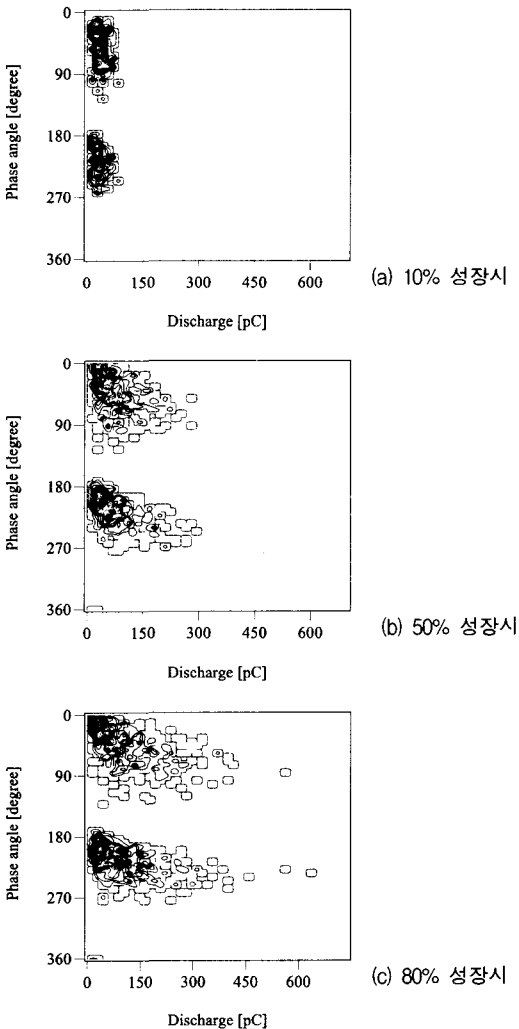 0
90
180
270
360
Phase angle [degree]
0 150 300 450 600
Discharge [pC]
(a) 10% 성장시
0
90
180
270
360
Phase angle [degree]
0 150 300 450 600
Discharge [pC]
(b) 50% 성장시
0
90
180
270
360
Phase angle [degree]
0 150 300 450 600
Discharge [pC]
(c) 80% 성장시